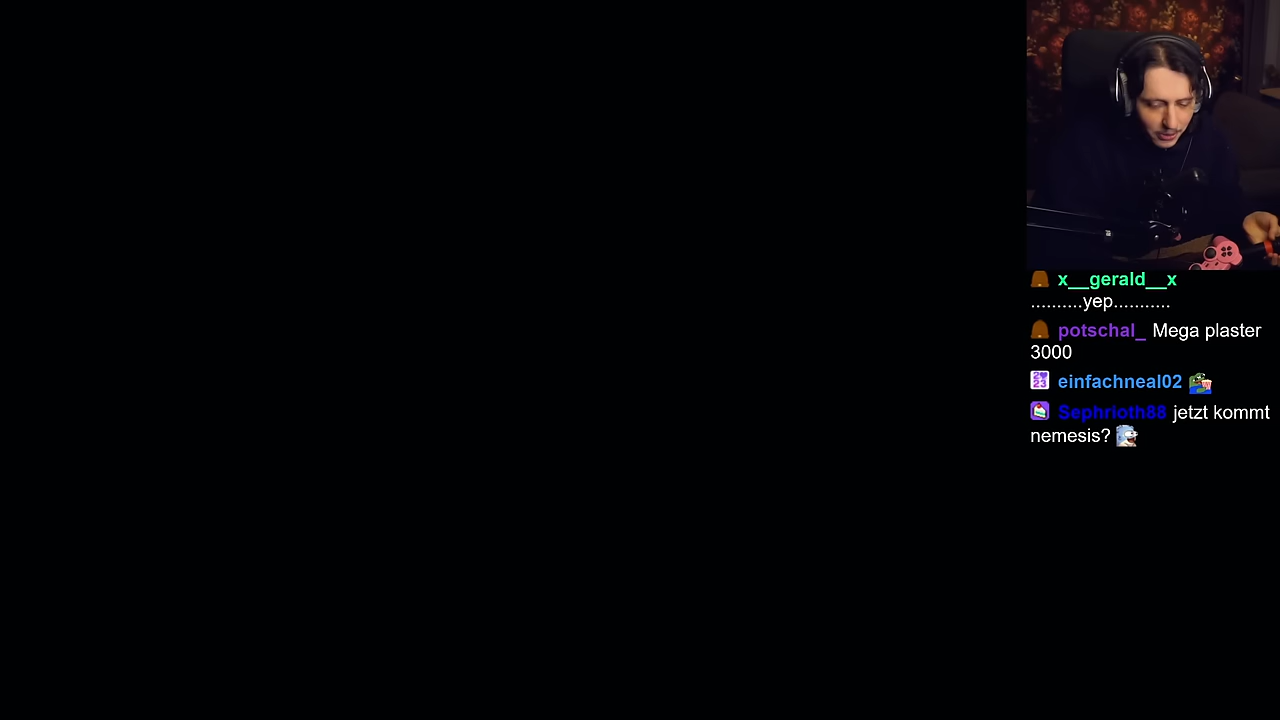 x__gerald__x
..........yep...........
potschal_ Mega plaster
3000
einfachneal02
Sephrioth88 jetzt kommt
nemesis?